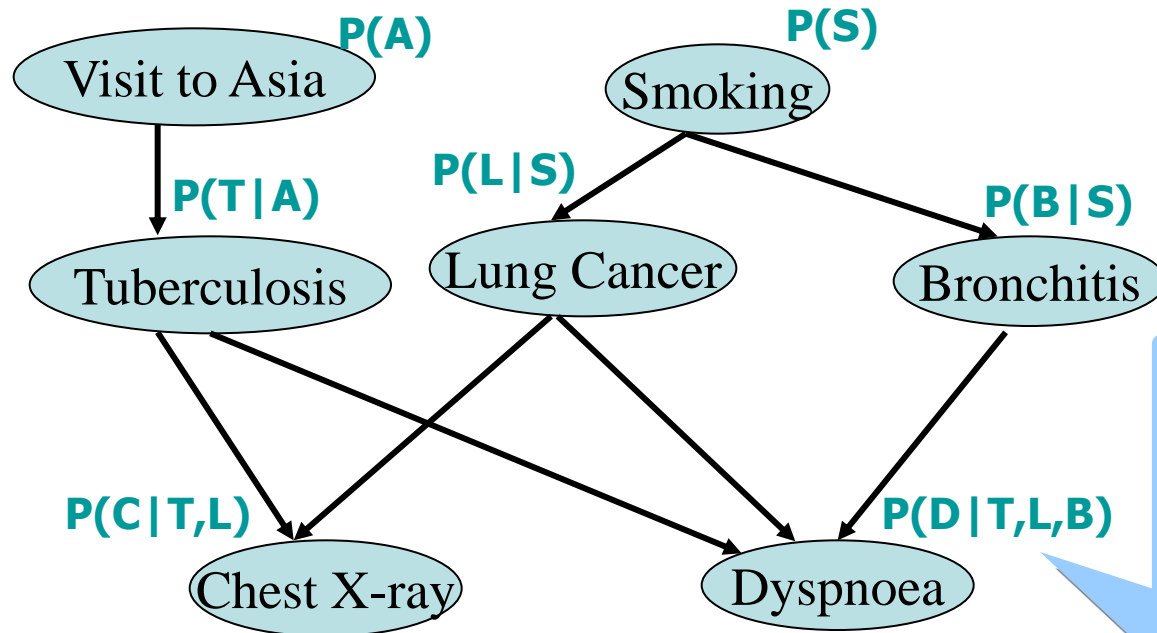 P(A)
P(S)
Visit to Asia
Smoking
P(L|S)
P(T|A)
P(B|S)
Tuberculosis
Lung Cancer
Bronchitis
P(C|T,L)
P(D|T,L,B)
Chest X-ray
Dyspnoea